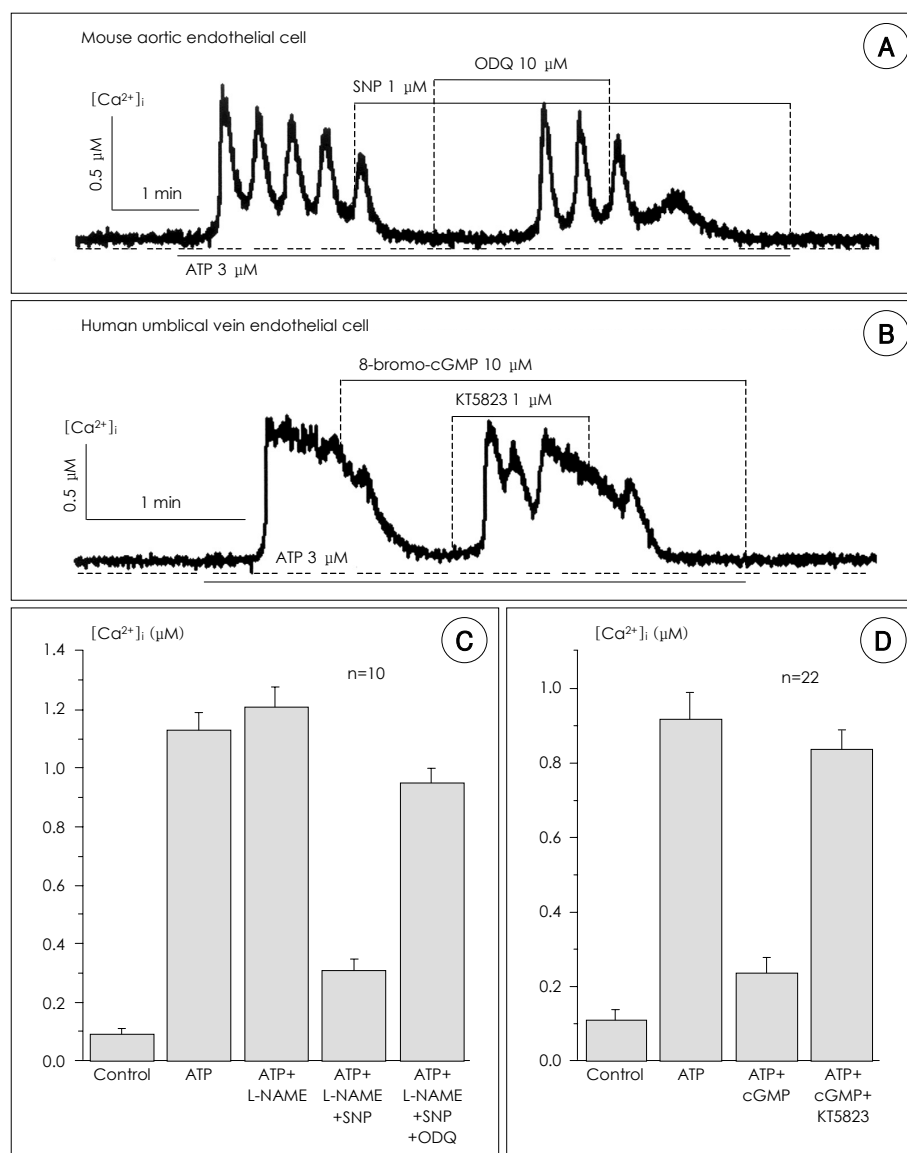 Mouse aortic endothelial cell
A
ODQ 10 μM
SNP 1 μM
[Ca²⁺]ᵢ
0.5 μM
1 min
ATP 3 μM
Human umblical vein endothelial cell
B
8-bromo-cGMP 10 μM
KT5823 1 μM
[Ca²⁺]ᵢ
0.5 μM
1 min
ATP 3 μM
[Ca²⁺]ᵢ (μM)
C
n=10
1.4
1.2
1.0
0.8
0.6
0.4
0.2
0.0
Control
ATP
ATP+
L-NAME
ATP+
L-NAME
+SNP
ATP+
L-NAME
+SNP
+ODQ
[Ca²⁺]ᵢ (μM)
D
n=22
1.0
0.8
0.6
0.4
0.2
0.0
Control
ATP
ATP+
cGMP
ATP+
cGMP+
KT5823